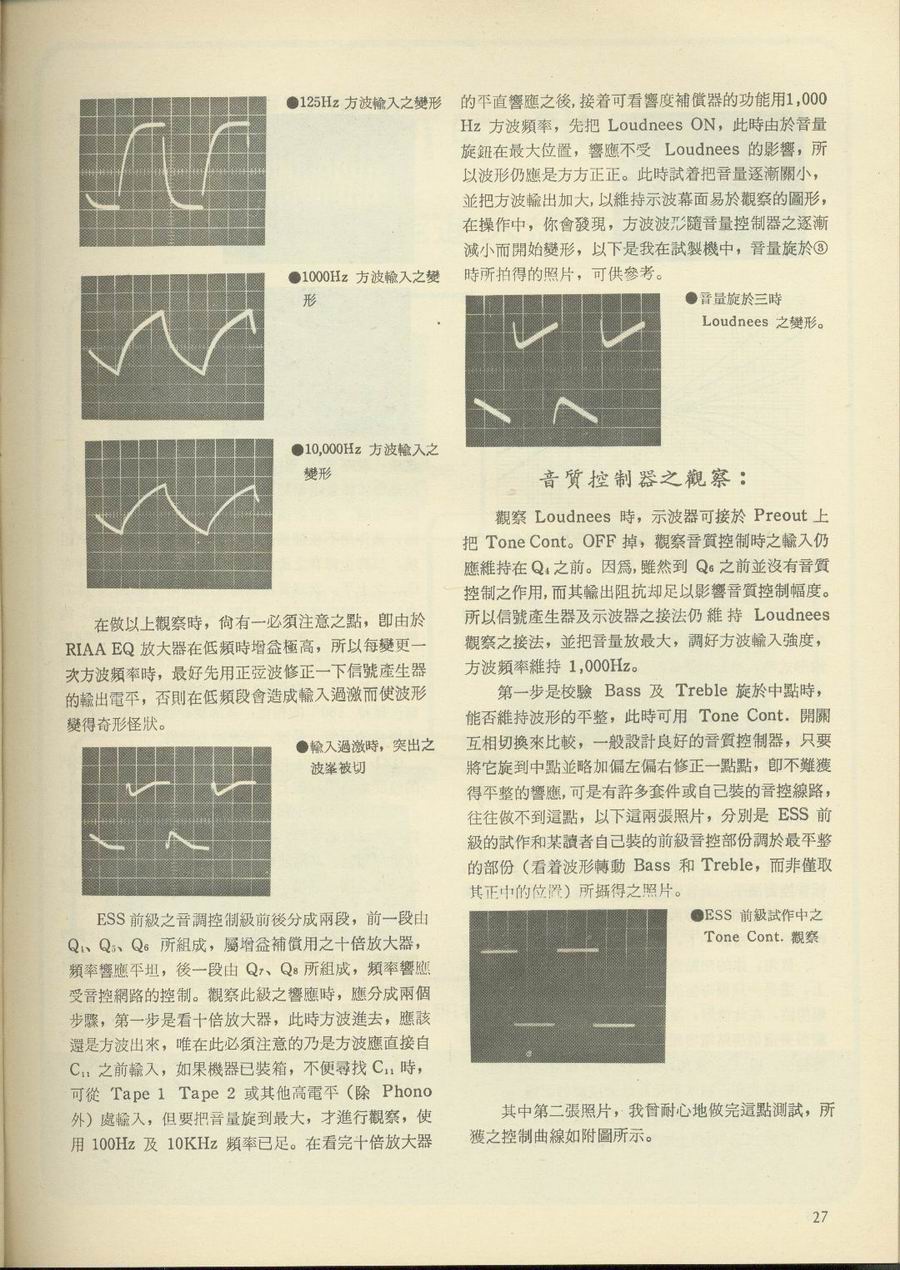 ●125Hz 方波輸入之變形
●1000Hz 方波輸入之變
形
●10,000Hz 方波輸入之
變形
在做以上觀察時，尙有一必須注意之點，卽由於
RIAA EQ 放大器在低頻時增益極高，所以每變更一
次方波頻率時，最好先用正弦波修正一下信號產生器
的輸出電平，否則在低頻段會造成輸入過激而使波形
變得奇形怪狀。
●輸入過激時，突出之
波峯被切
ESS 前級之音調控制級前後分成兩段，前一段由
Q₄、Q₅、Q₆ 所組成，屬增益補償用之十倍放大器，
頻率響應平坦，後一段由 Q₇、Q₈ 所組成，頻率響應
受音控網路的控制。觀察此級之響應時，應分成兩個
步驟，第一步是看十倍放大器，此時方波進去，應該
還是方波出來，唯在此必須注意的乃是方波應直接自
C₁₁ 之前輸入，如果機器已裝箱，不便尋找 C₁₁ 時，
可從 Tape 1 Tape 2 或其他高電平（除 Phono
外）處輸入，但要把音量旋到最大，才進行觀察，使
用 100Hz 及 10KHz 頻率已足。在看完十倍放大器
的平直響應之後，接着可看響度補償器的功能用1,000
Hz 方波頻率，先把 Loudnees ON，此時由於音量
旋鈕在最大位置，響應不受 Loudnees 的影響，所
以波形仍應是方方正正。此時試着把音量逐漸關小，
並把方波輸出加大，以維持示波幕面易於觀察的圖形，
在操作中，你會發現，方波波形隨音量控制器之逐漸
減小而開始變形，以下是我在試製機中，音量旋於③
時所拍得的照片，可供參考。
●音量旋於三時
Loudnees 之變形。
音質控制器之觀察：
觀察 Loudnees 時，示波器可接於 Preout 上
把 Tone Cont。OFF 掉，觀察音質控制時之輸入仍
應維持在 Q₄ 之前。因爲，雖然到 Q₆ 之前並沒有音質
控制之作用，而其輸出阻抗却足以影響音質控制幅度。
所以信號產生器及示波器之接法仍維持 Loudnees
觀察之接法，並把音量放最大，調好方波輸入強度，
方波頻率維持 1,000Hz。
第一步是校驗 Bass 及 Treble 旋於中點時，
能否維持波形的平整，此時可用 Tone Cont. 開關
互相切換來比較，一般設計良好的音質控制器，只要
將它旋到中點並略加偏左偏右修正一點點，卽不難獲
得平整的響應，可是有許多套件或自己裝的音控線路，
往往做不到這點，以下這兩張照片，分別是 ESS 前
級的試作和某讀者自己裝的前級音控部份調於最平整
的部份（看着波形轉動 Bass 和 Treble，而非僅取
其正中的位置）所攝得之照片。
●ESS 前級試作中之
Tone Cont. 觀察
其中第二張照片，我曾耐心地做完這點測試，所
獲之控制曲線如附圖所示。
27